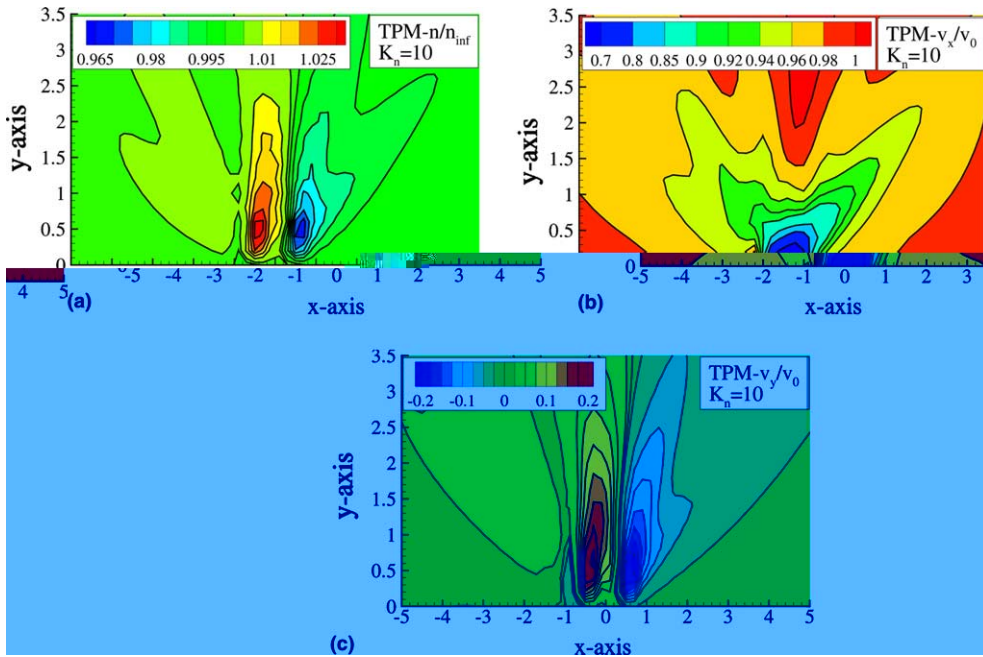 3.5
3
2.5
2
1.5
1
0.5
0
y-axis
0.965 0.98 0.995 1.01 1.025
TPM-n/n_inf
K_n=10
3.5
3
2.5
2
1.5
1
0.5
0
y-axis
0.7 0.8 0.85 0.9 0.92 0.94 0.96 0.98 1
TPM-v_x/v_0
K_n=10
4 5
-5 -4 -3 -2 -1 0 1 2 3 4 5
(a)
x-axis
-5 -4 -3 -2 -1 0 1 2 3
(b)
x-axis
3.5
3
2.5
2
1.5
1
0.5
0
y-axis
-0.2 -0.1 0 0.1 0.2
TPM-v_y/v_0
K_n=10
-5 -4 -3 -2 -1 0 1 2 3 4 5
(c)
x-axis